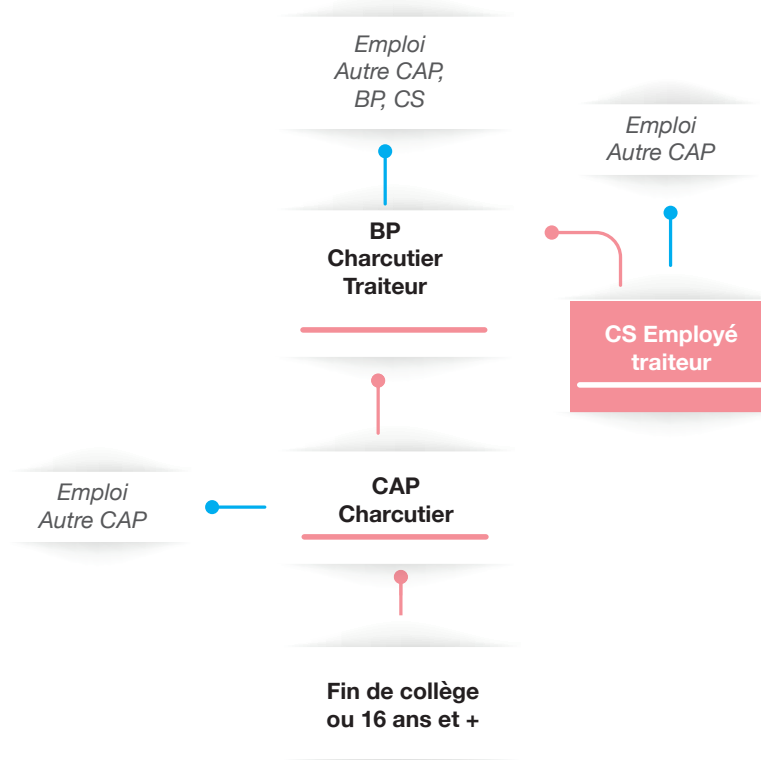 Emploi
Autre CAP,
BP, CS
Emploi
Autre CAP
BP
Charcutier
Traiteur
CS Employé
traiteur
CAP
Charcutier
Emploi
Autre CAP
Fin de collège
ou 16 ans et +